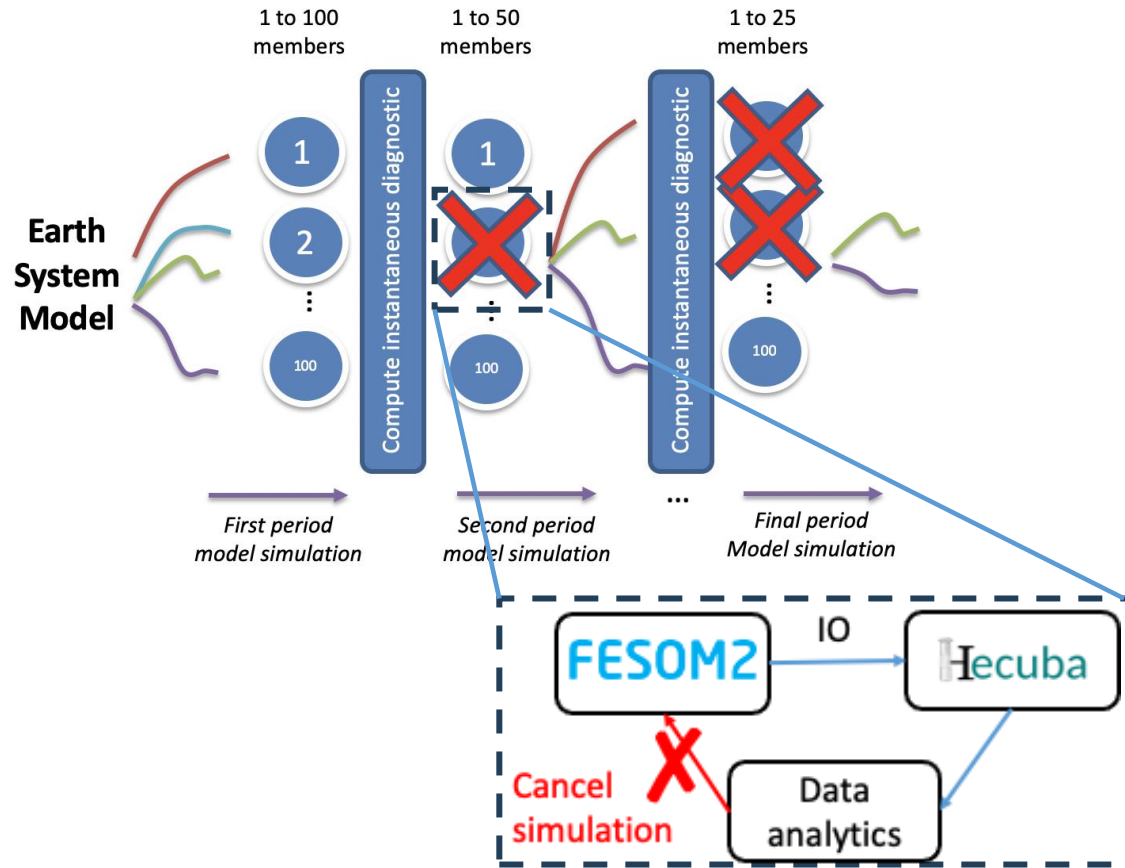 1 to 100
members
1 to 50
members
1 to 25
members
Earth
System
Model
1
2
⋮
100
Compute instantaneous diagnostic
1
⋮
100
Compute instantaneous diagnostic
⋮
100
First period
model simulation
Second period
model simulation
...
Final period
Model simulation
FESOM2
IO
Hecuba
Cancel
simulation
Data
analytics